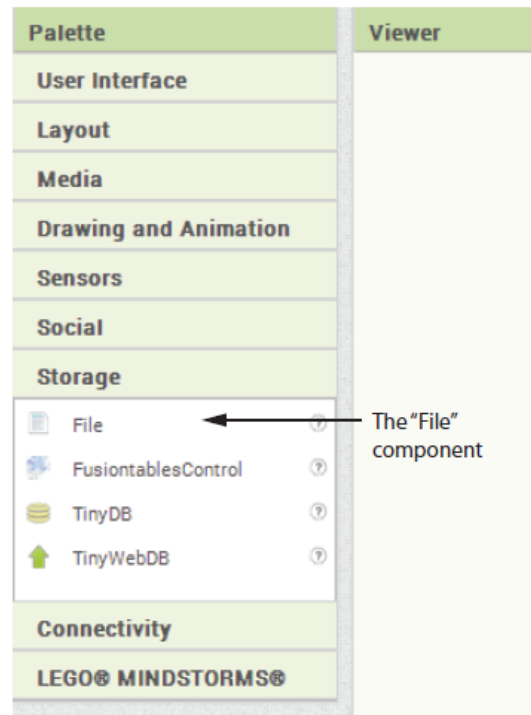 Palette
Viewer
User Interface
Layout
Media
Drawing and Animation
Sensors
Social
Storage
File
?
The "File"
component
FusiontablesControl
?
TinyDB
?
TinyWebDB
?
Connectivity
LEGO® MINDSTORMS®